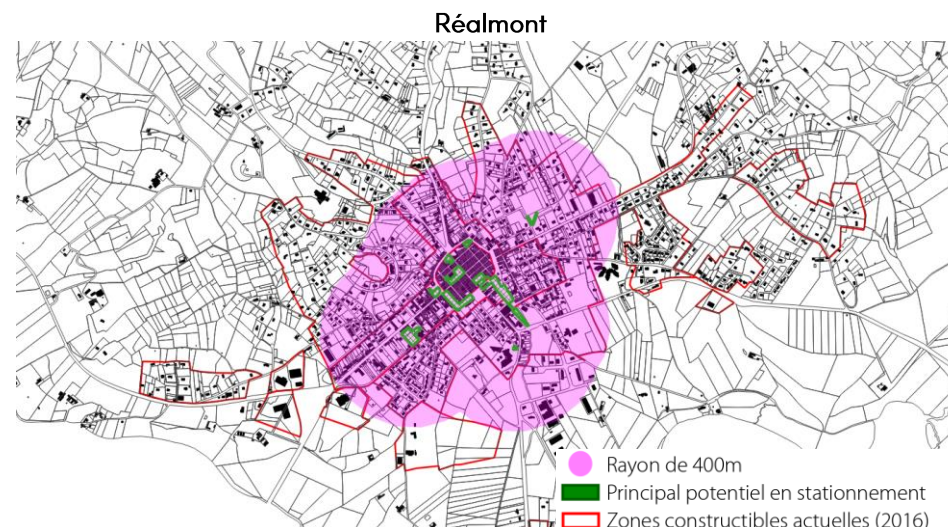 Réalmont
Rayon de 400m
Principal potentiel en stationnement
Zones constructibles actuelles (2016)